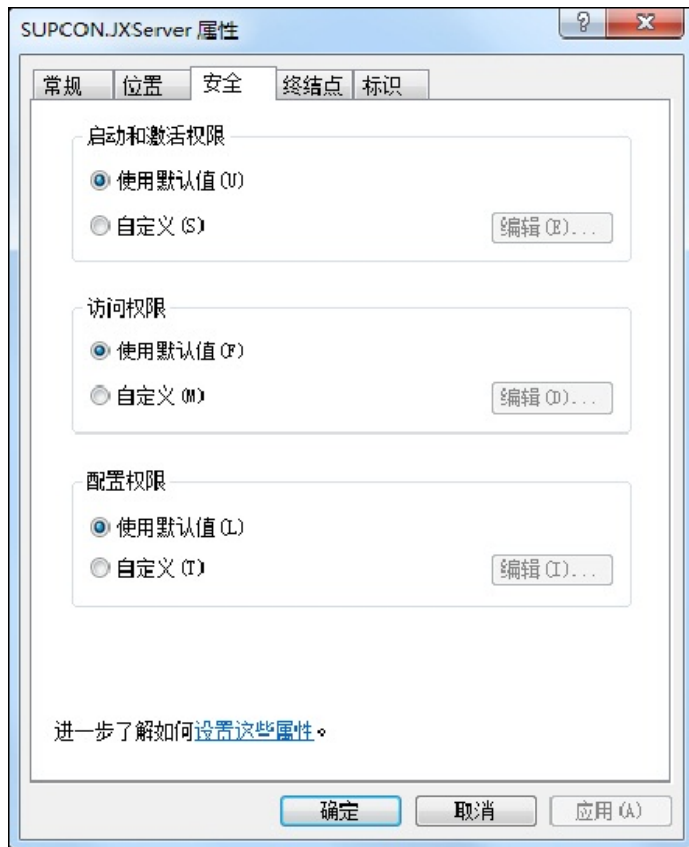 SUPCON.JXServer 属性
常规 位置 安全 终结点 标识
启动和激活权限
使用默认值(U)
自定义(S) 编辑(E)...
访问权限
使用默认值(F)
自定义(M) 编辑(D)...
配置权限
使用默认值(L)
自定义(T) 编辑(I)...
进一步了解如何设置这些属性。
确定 取消 应用(A)